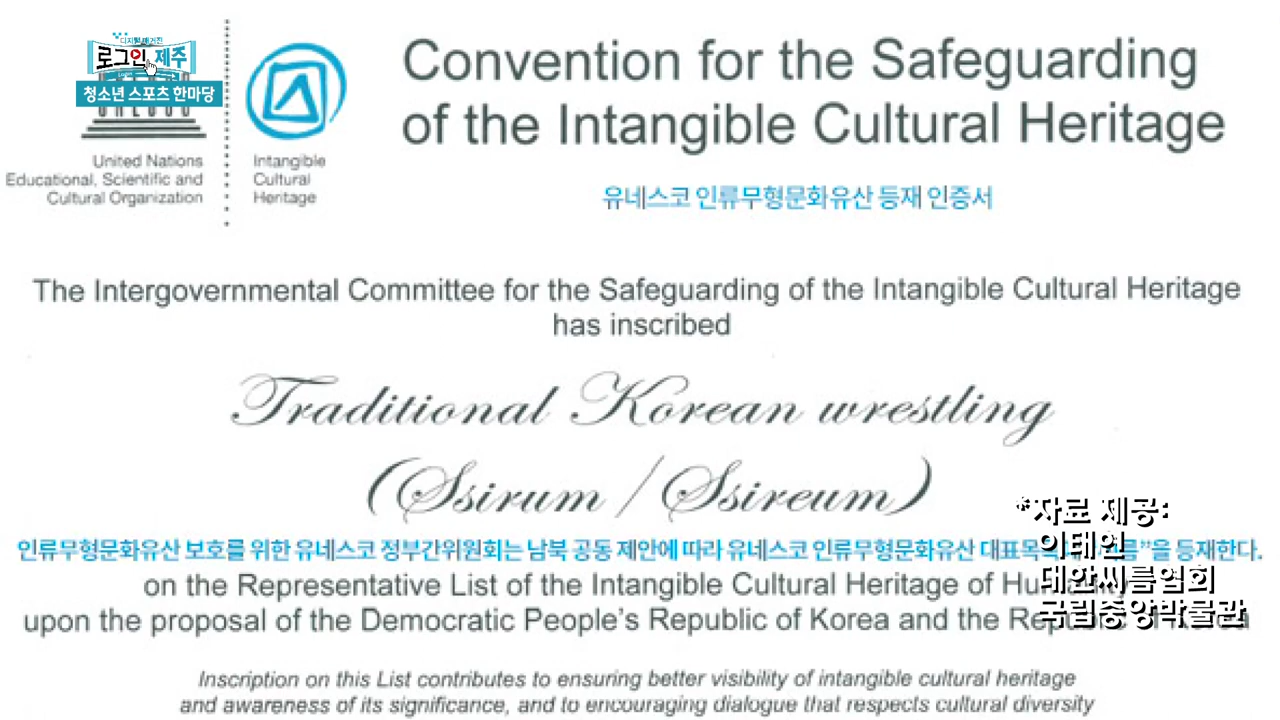 디지털 매거진
로그인 제주
청소년 스포츠 한마당
United Nations
Educational, Scientific and
Cultural Organization
Intangible
Cultural
Heritage
Convention for the Safeguarding
of the Intangible Cultural Heritage
유네스코 인류무형문화유산 등재 인증서
The Intergovernmental Committee for the Safeguarding of the Intangible Cultural Heritage
has inscribed
Traditional Korean wrestling
(Ssirum / Ssireum)
인류무형문화유산 보호를 위한 유네스코 정부간위원회는 남북 공동 제안에 따라 유네스코 인류무형문화유산 을 등재한다.
on the Representative List of the Intangible Cultural Heritage of
upon the proposal of the Democratic People's Republic of Korea and the
Inscription on this List contributes to ensuring better visibility of intangible cultural heritage
and awareness of its significance, and to encouraging dialogue that respects cultural diversity
*자료 제공:
이태현
대한씨름협회
국립중앙박물관